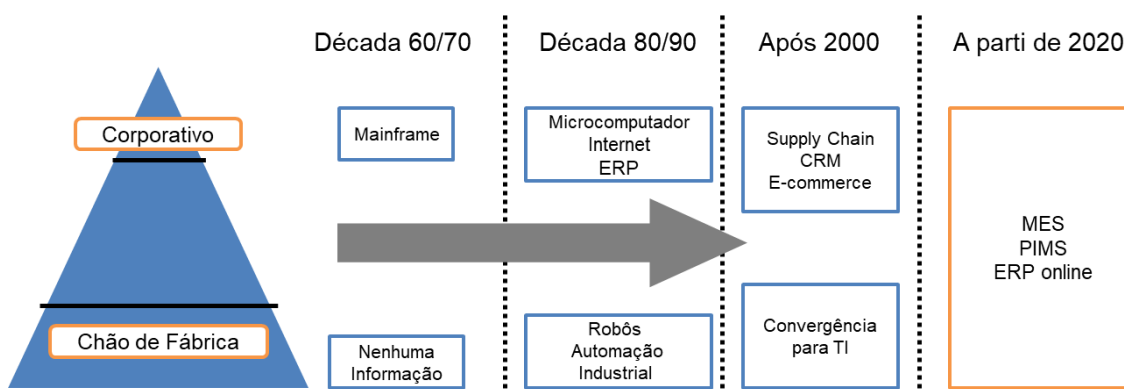 Década 60/70
Década 80/90
Após 2000
A parti de 2020
Corporativo
Mainframe
Microcomputador
Internet
ERP
Supply Chain
CRM
E-commerce
MES
PIMS
ERP online
Chão de Fábrica
Nenhuma
Informação
Robôs
Automação
Industrial
Convergência
para TI